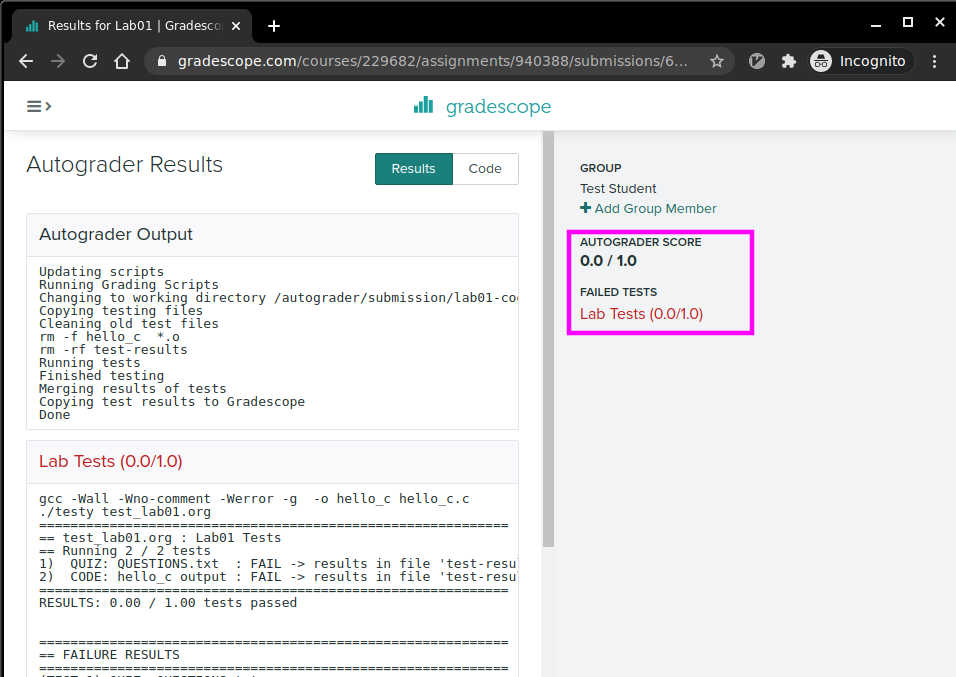 Results for Lab01 | Gradesco
gradescope.com/courses/229682/assignments/940388/submissions/6...
Incognito
gradescope
Autograder Results
Results
Code
Autograder Output
Updating scripts
Running Grading Scripts
Changing to working directory /autograder/submission/lab01-co
Copying testing files
Cleaning old test files
rm -f hello_c  *.o
rm -rf test-results
Running tests
Finished testing
Merging results of tests
Copying test results to Gradescope
Done
Lab Tests (0.0/1.0)
gcc -Wall -Wno-comment -Werror -g  -o hello_c hello_c.c
./testy test_lab01.org
============================================================
== test_lab01.org : Lab01 Tests
== Running 2 / 2 tests
1)  QUIZ: QUESTIONS.txt  : FAIL -> results in file 'test-resu
2)  CODE: hello_c output : FAIL -> results in file 'test-resu
============================================================
RESULTS: 0.00 / 1.00 tests passed
============================================================
== FAILURE RESULTS
============================================================
GROUP
Test Student
+ Add Group Member
AUTOGRADER SCORE
0.0 / 1.0
FAILED TESTS
Lab Tests (0.0/1.0)